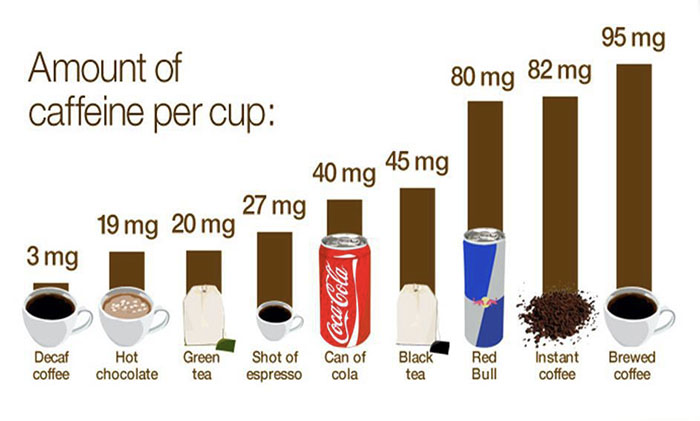 Amount of
caffeine per cup:
3 mg
19 mg
20 mg
27 mg
40 mg
45 mg
80 mg
82 mg
95 mg
Coca-Cola
Decaf
coffee
Hot
chocolate
Green
tea
Shot of
espresso
Can of
cola
Black
tea
Red
Bull
Instant
coffee
Brewed
coffee